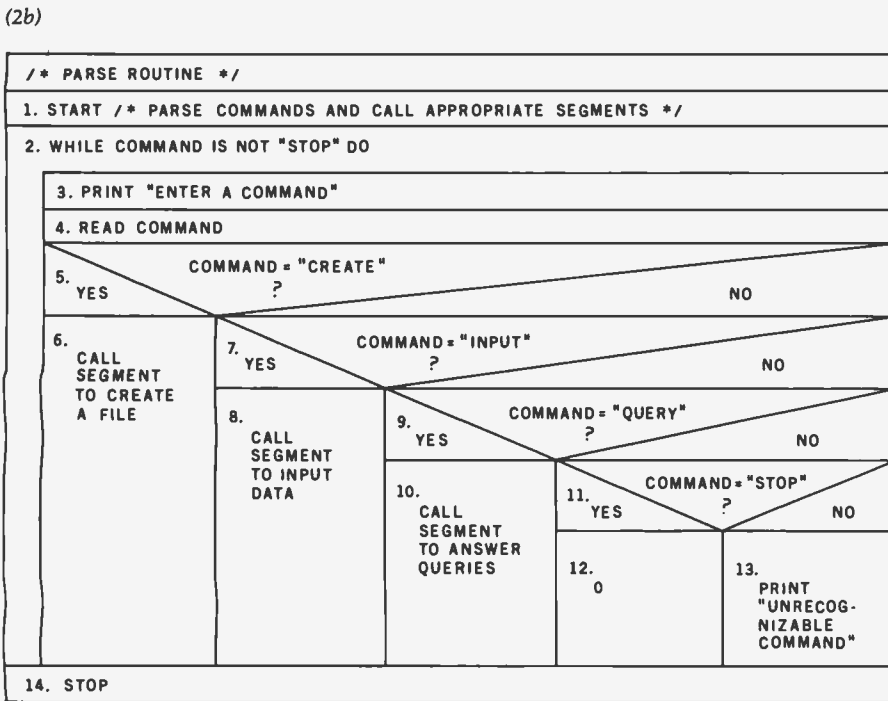 (2b)
/* PARSE ROUTINE */
1. START /* PARSE COMMANDS AND CALL APPROPRIATE SEGMENTS */
2. WHILE COMMAND IS NOT "STOP" DO
3. PRINT "ENTER A COMMAND"
4. READ COMMAND
COMMAND = "CREATE"
?
5.
YES
NO
6.
CALL
SEGMENT
TO CREATE
A FILE
COMMAND = "INPUT"
?
7.
YES
NO
8.
CALL
SEGMENT
TO INPUT
DATA
COMMAND = "QUERY"
?
9.
YES
NO
10.
CALL
SEGMENT
TO ANSWER
QUERIES
COMMAND = "STOP"
?
11.
YES
NO
12.
0
13.
PRINT
"UNRECOG-
NIZABLE
COMMAND"
14. STOP